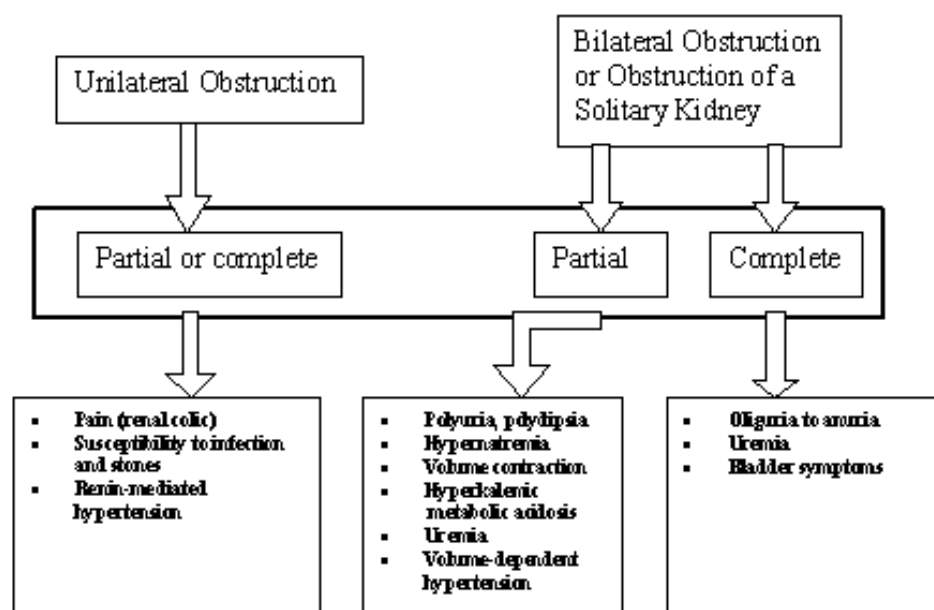 Unilateral Obstruction
Bilateral Obstruction
or Obstruction of a
Solitary Kidney
Partial or complete
Partial
Complete
▪ Pain (renal colic)
▪ Susceptibility to infection
and stones
▪ Renin-mediated
hypertension
▪ Polyuria, polydipsia
▪ Hypernatremia
▪ Volume contraction
▪ Hyperkalemic
metabolic acidosis
▪ Uremia
▪ Volume-dependent
hypertension
▪ Oliguria to anuria
▪ Uremia
▪ Bladder symptoms